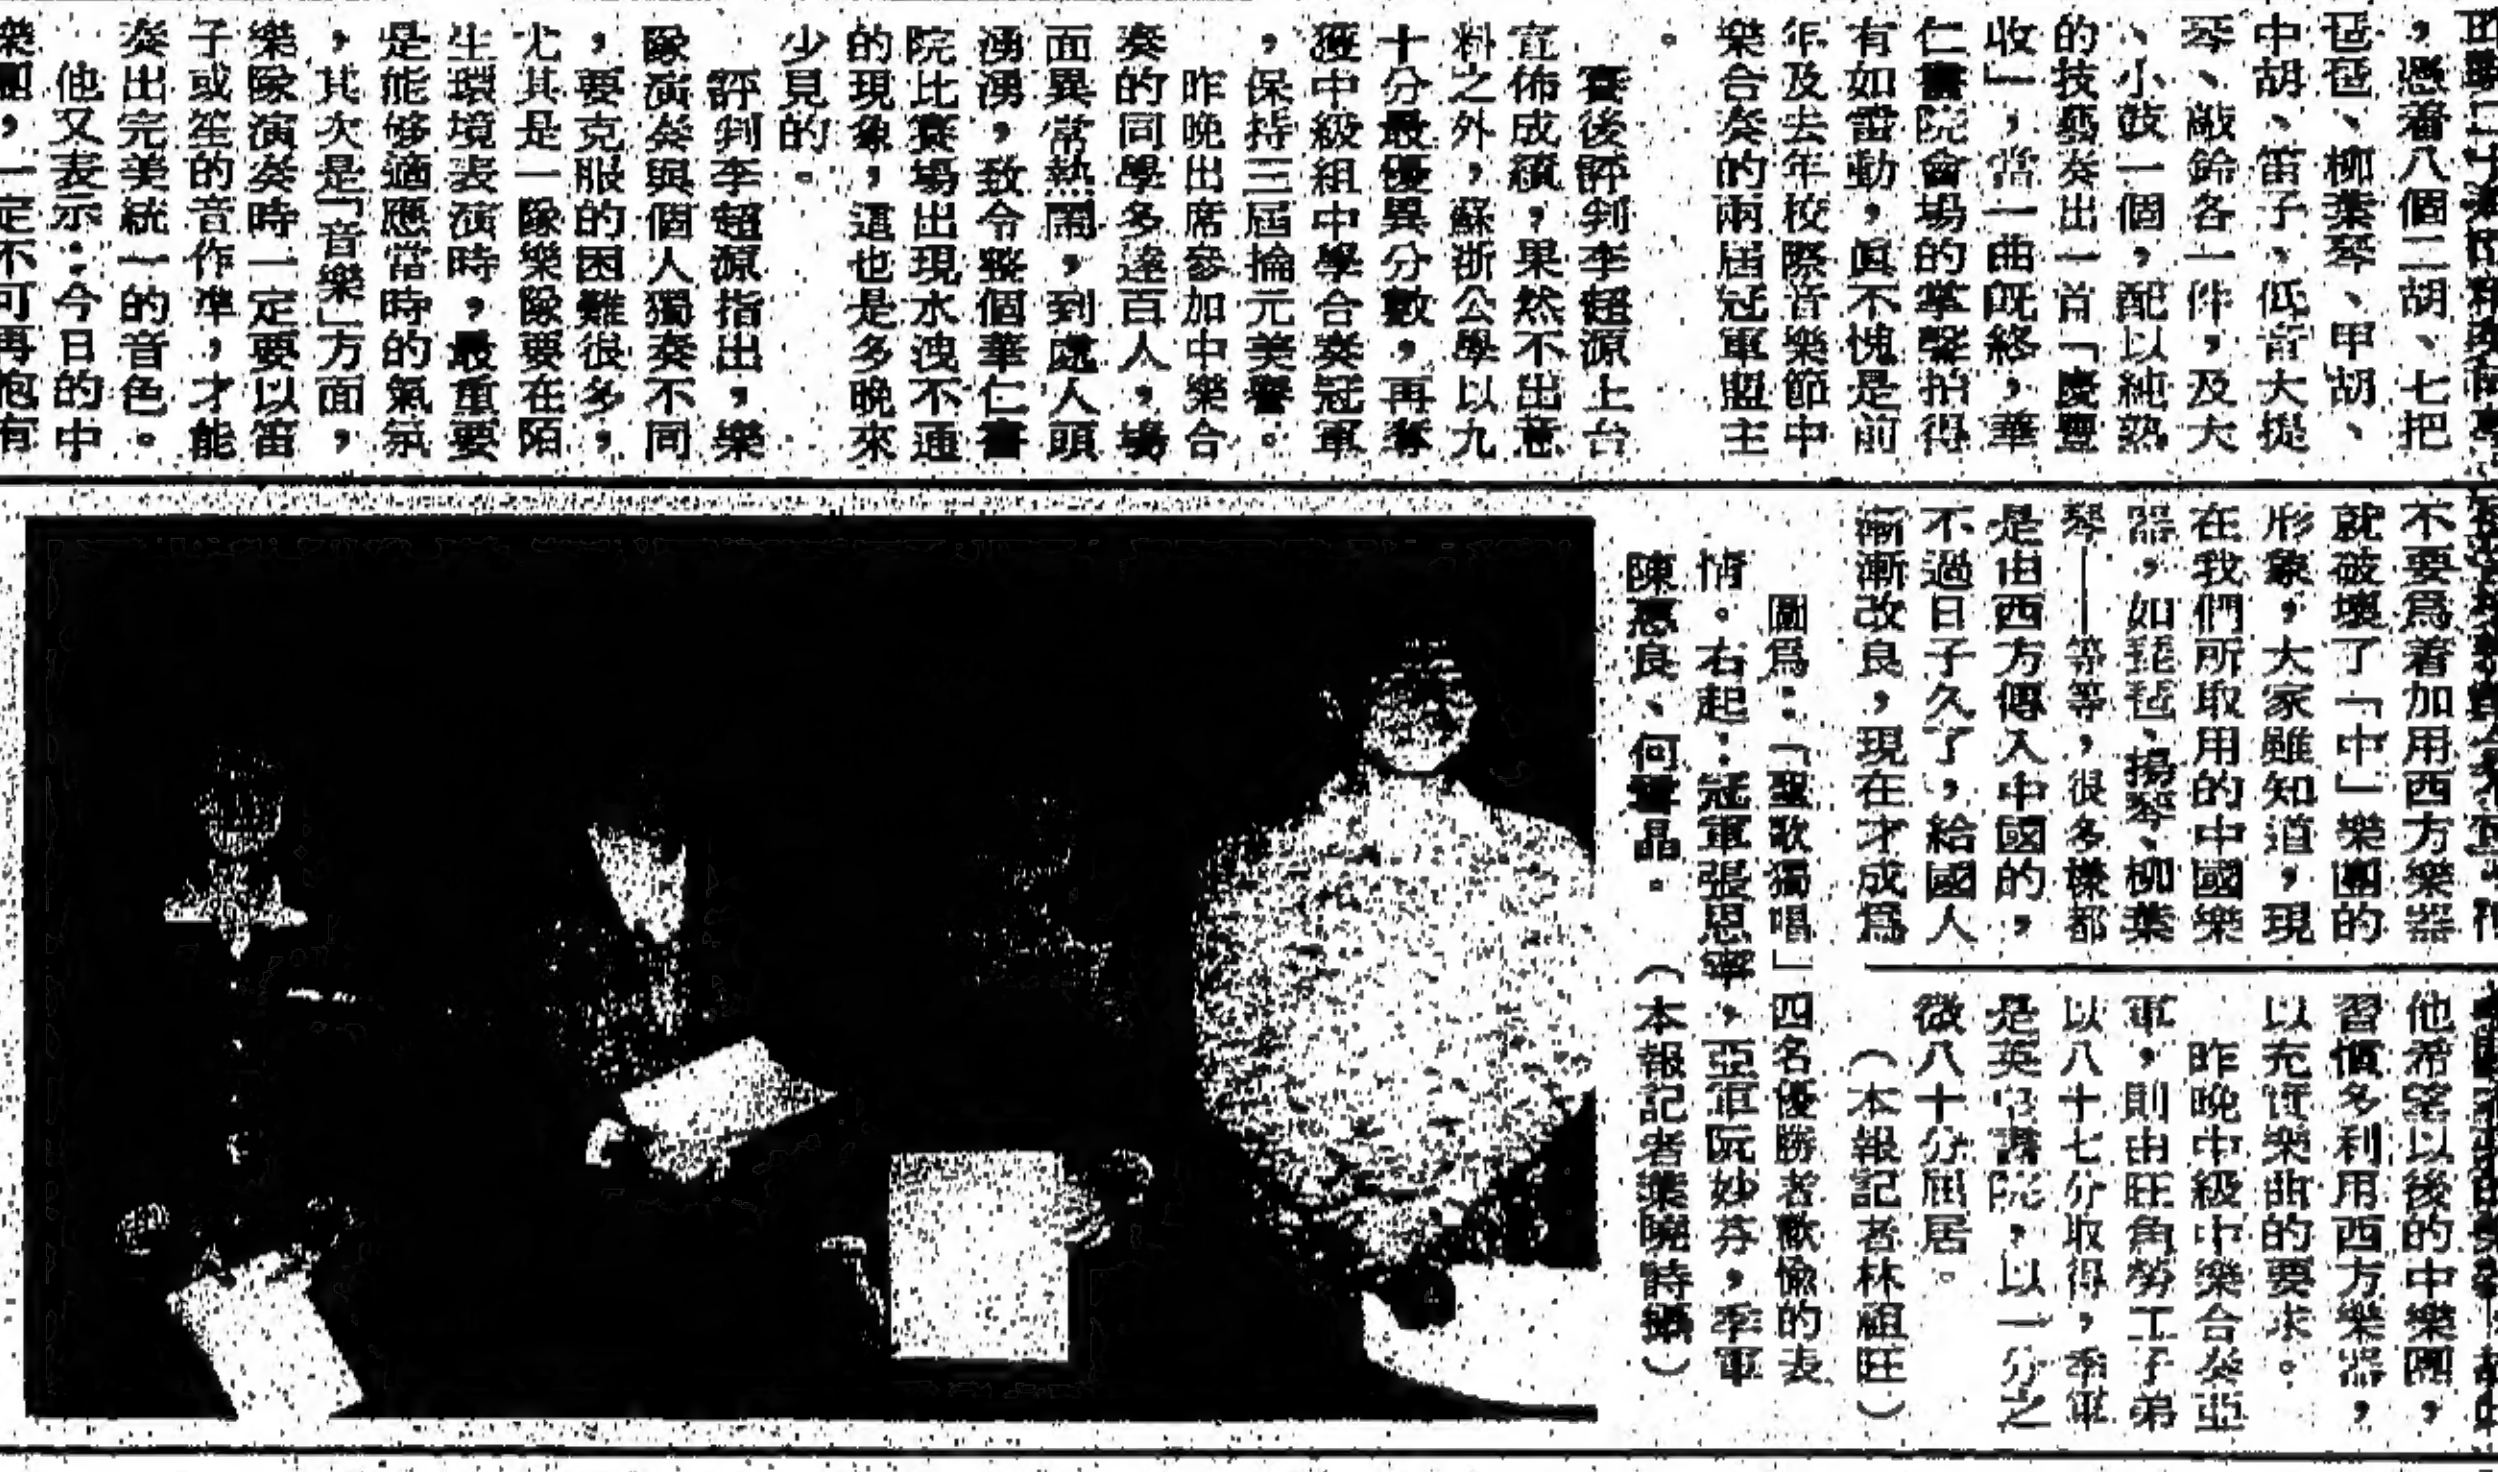 ，憑着八個二胡、七把
琵琶、柳葉琴、甲胡、
中胡、笛子、低音大提
琴、敲鈴各一件，及大
、小鼓一個，配以純熟
的技藝奏出一首「慶豐
收」，當一曲既終，華
仁書院會場的掌聲拍得
有如雷動，眞不愧是前
年及去年校際音樂節中
樂合奏的兩屆冠軍盟主
。
賽後評判李超源上台
宣佈成績，果然不出意
料之外，蘇浙公學以九
十分最優異分數，再奪
獲中級組中學合奏冠軍
，保持三屆掄元美譽。
昨晚出席參加中樂合
奏的同學多達百人，場
面異常熱鬧，到處人頭
湧湧，致令整個華仁書
院比賽場出現水洩不通
的現象，這也是多晚來
少見的。
評判李超源指出，樂
隊演奏與個人獨奏不同
，要克服的困難很多，
尤其是一隊樂隊要在陌
生環境表演時，最重要
是能够適應當時的氣氛
，其次是「音樂」方面，
樂隊演奏時一定要以笛
子或笙的音作準，才能
奏出完美統一的音色。
他又表示：今日的中
樂團，一定不可再抱有
不要爲着加用西方樂器
就破壞了「中」樂團的
形象，大家雖知道，現
在我們所取用的中國樂
器，如琵琶、揚琴、柳葉
琴——等等，很多樣都
是由西方傳入中國的，
不過日子久了，給國人
漸漸改良，現在才成爲
他希望以後的中樂團，
習慣多利用西方樂器，
以充實樂曲的要求。
昨晚中級中樂合奏亞
軍，則由旺角勞工子弟
以八十七分取得，季軍
是英皇書院，以一分之
微八十分屈居。
（本報記者林祖旺）
圖爲：「聖歌獨唱」四名優勝者歡愉的表
情。右起：冠軍張思寧，亞軍阮妙芬，季軍
陳惠良、何晶。（本報記者葉曉詩攝）